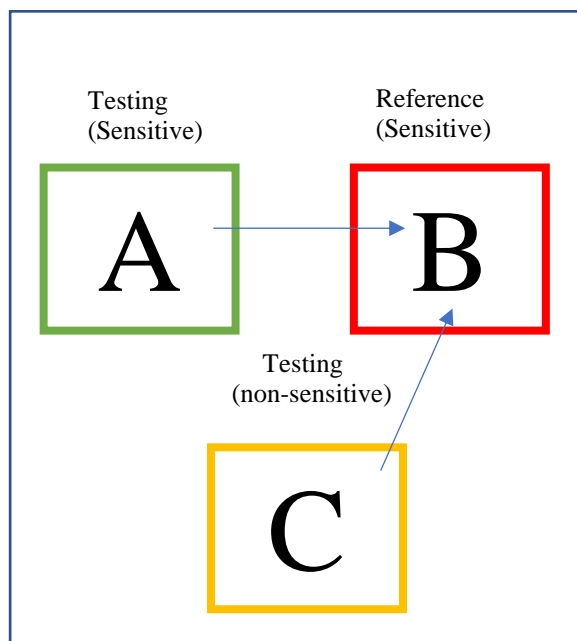 Testing
(Sensitive)
Reference
(Sensitive)
A
B
Testing
(non-sensitive)
C